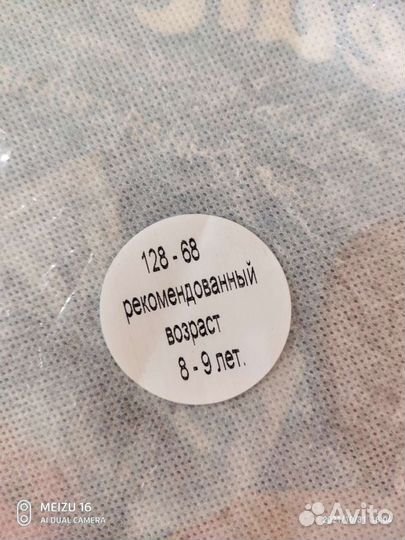 128 - 68
рекомендованный
возраст
8 - 9 лет.
MEIZU 16
AI DUAL CAMERA
Avito